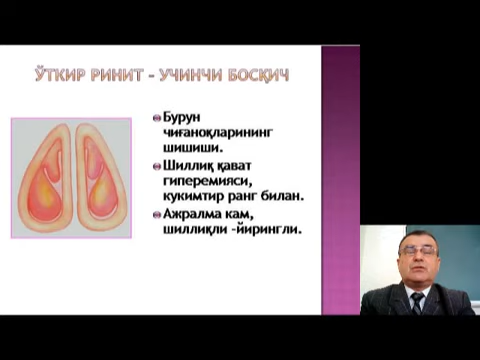 ЎТКИР РИНИТ - УЧИНЧИ БОСҚИЧ
Бурун
чиғаноқларининг
шишиши.
Шиллиқ қават
гиперемияси,
кукимтир ранг билан.
Ажралма кам,
шиллиқли -йирингли.